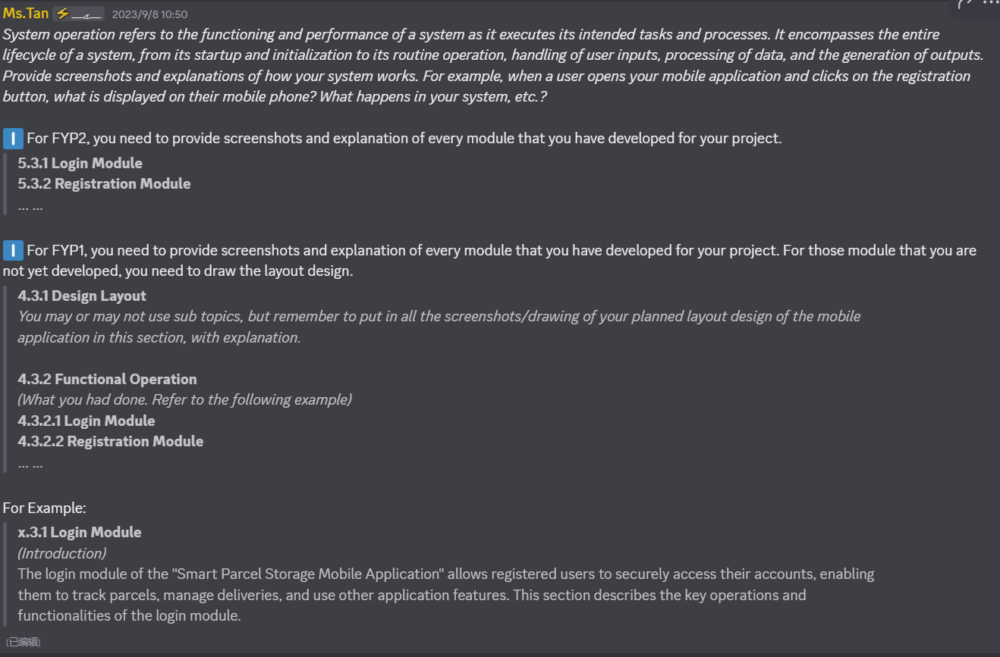 Ms.Tan 2023/9/8 10:50
System operation refers to the functioning and performance of a system as it executes its intended tasks and processes. It encompasses the entire
lifecycle of a system, from its startup and initialization to its routine operation, handling of user inputs, processing of data, and the generation of outputs.
Provide screenshots and explanations of how your system works. For example, when a user opens your mobile application and clicks on the registration
button, what is displayed on their mobile phone? What happens in your system, etc.?
For FYP2, you need to provide screenshots and explanation of every module that you have developed for your project.
5.3.1 Login Module
5.3.2 Registration Module
... ...
For FYP1, you need to provide screenshots and explanation of every module that you have developed for your project. For those module that you are
not yet developed, you need to draw the layout design.
4.3.1 Design Layout
You may or may not use sub topics, but remember to put in all the screenshots/drawing of your planned layout design of the mobile
application in this section, with explanation.
4.3.2 Functional Operation
(What you had done. Refer to the following example)
4.3.2.1 Login Module
4.3.2.2 Registration Module
... ...
For Example:
x.3.1 Login Module
(Introduction)
The login module of the "Smart Parcel Storage Mobile Application" allows registered users to securely access their accounts, enabling
them to track parcels, manage deliveries, and use other application features. This section describes the key operations and
functionalities of the login module.
(已编辑)